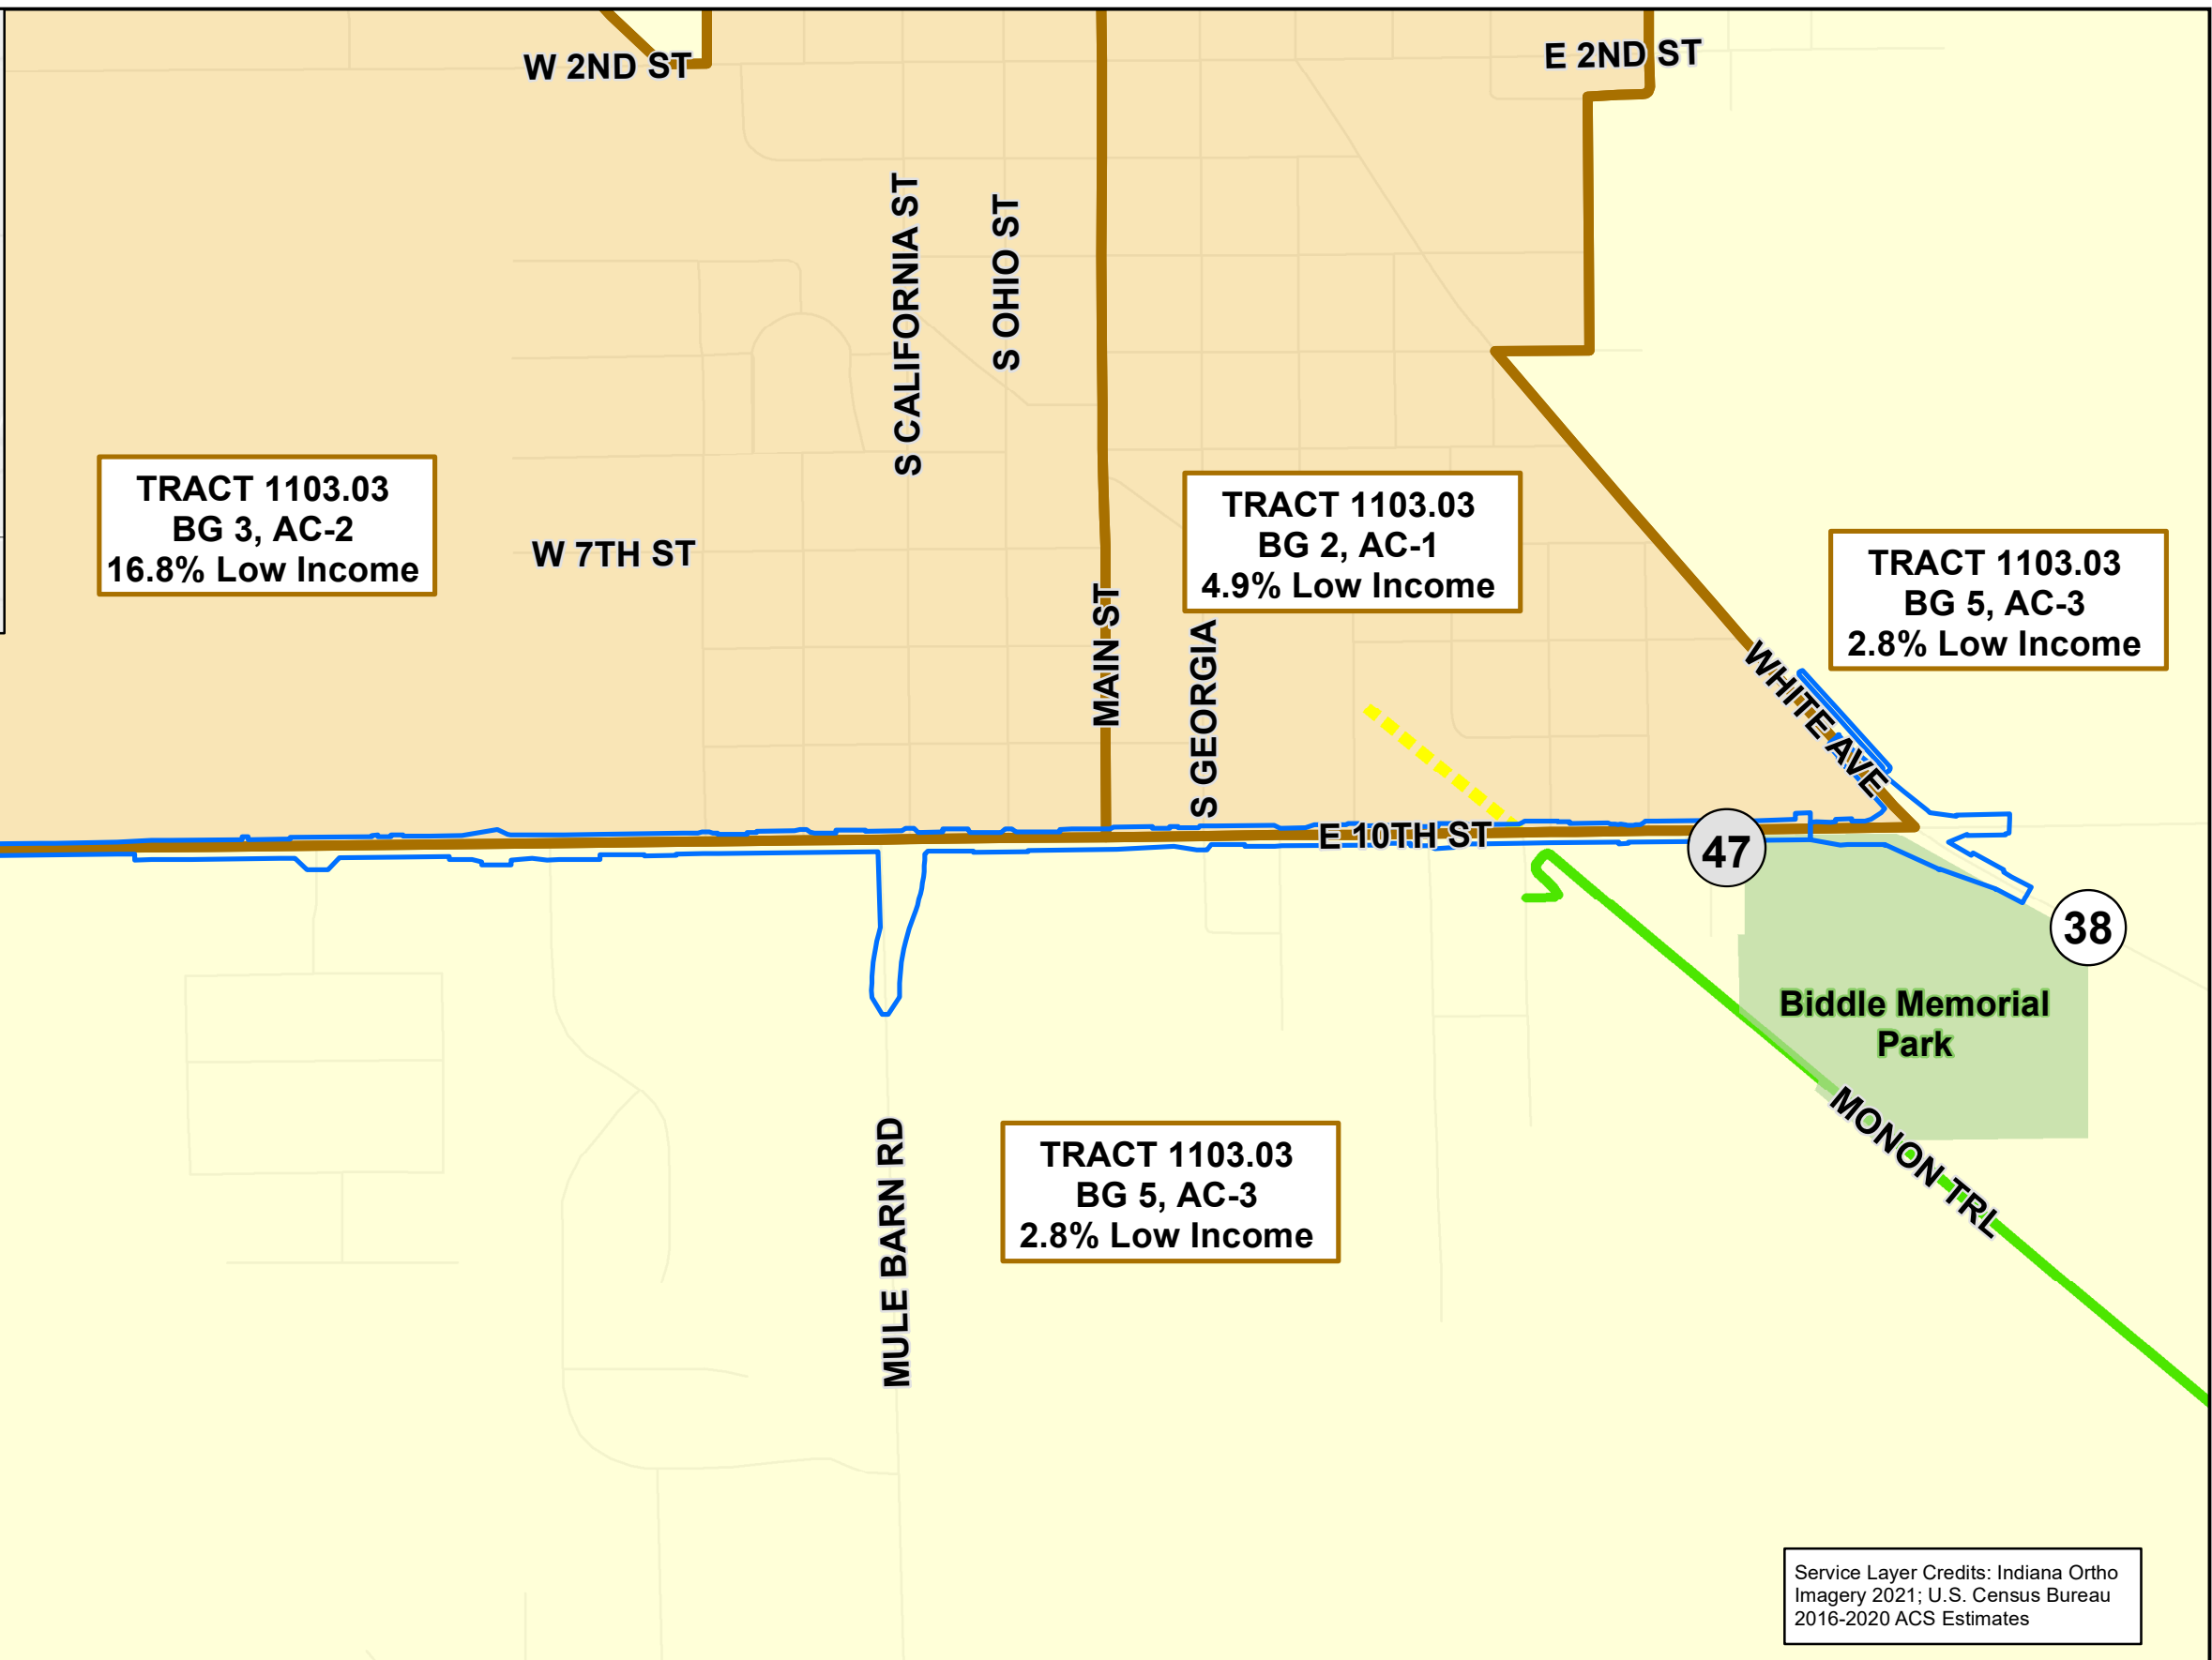 W 2ND ST
E 2ND ST
S CALIFORNIA ST
S OHIO ST
TRACT 1103.03
BG 3, AC-2
16.8% Low Income
TRACT 1103.03
BG 2, AC-1
4.9% Low Income
TRACT 1103.03
BG 5, AC-3
2.8% Low Income
W 7TH ST
MAIN ST
S GEORGIA
WHITE AVE
E 10TH ST
47
38
Biddle Memorial
Park
MONON TRL
MULE BARN RD
TRACT 1103.03
BG 5, AC-3
2.8% Low Income
Service Layer Credits: Indiana Ortho
Imagery 2021; U.S. Census Bureau
2016-2020 ACS Estimates